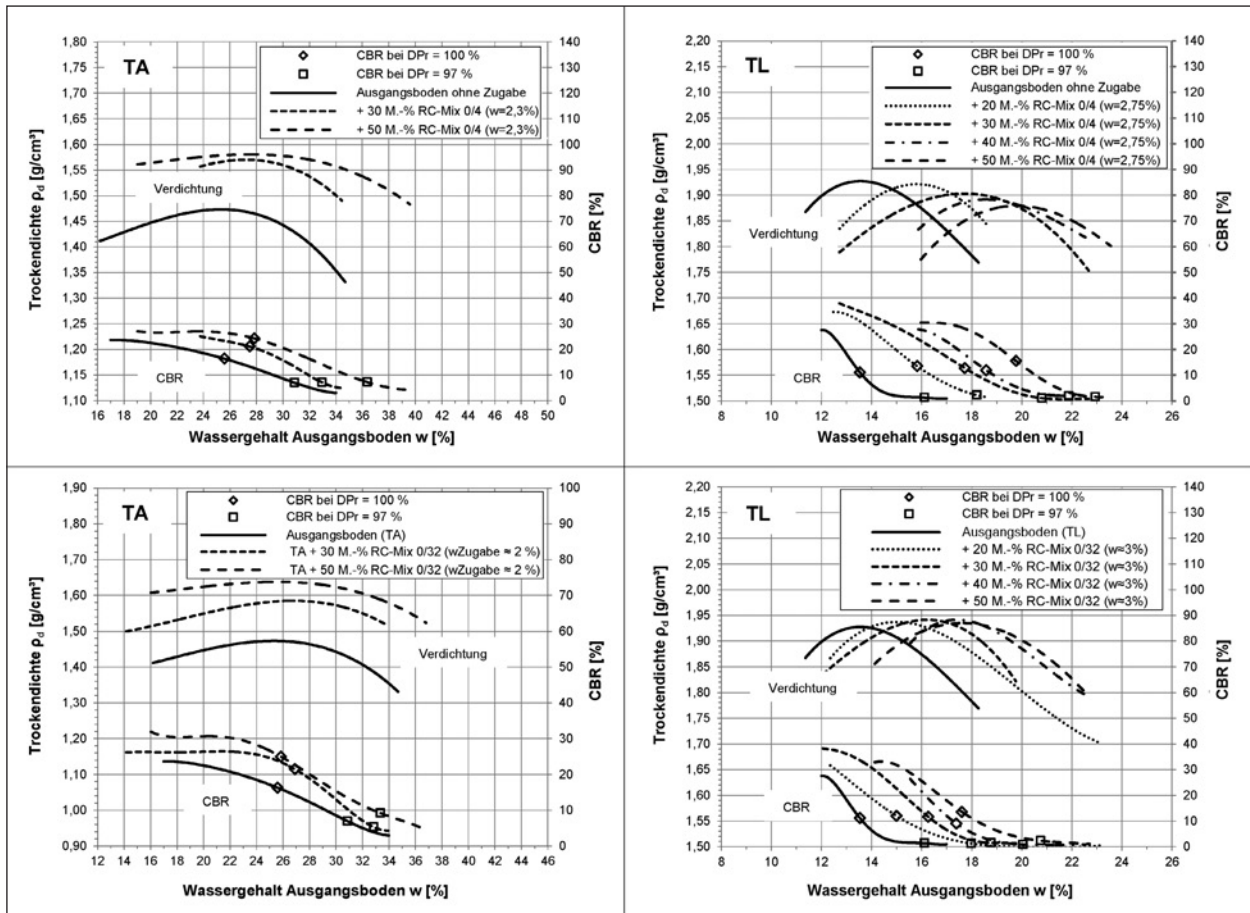 TA
CBR bei DPr = 100 %
CBR bei DPr = 97 %
Ausgangsboden ohne Zugabe
+ 30 M.-% RC-Mix 0/4 (w=2,3%)
+ 50 M.-% RC-Mix 0/4 (w=2,3%)
Verdichtung
CBR
Trockendichte ρd [g/cm³]
1,80
1,75
1,70
1,65
1,60
1,55
1,50
1,45
1,40
1,35
1,30
1,25
1,20
1,15
1,10
140
130
120
110
100
90
80
70
60
50
40
30
20
10
0
CBR [%]
16 18 20 22 24 26 28 30 32 34 36 38 40 42 44 46 48 50
Wassergehalt Ausgangsboden w [%]
TL
CBR bei DPr = 100 %
CBR bei DPr = 97 %
Ausgangsboden ohne Zugabe
+ 20 M.-% RC-Mix 0/4 (w=2,75%)
+ 30 M.-% RC-Mix 0/4 (w=2,75%)
+ 40 M.-% RC-Mix 0/4 (w=2,75%)
+ 50 M.-% RC-Mix 0/4 (w=2,75%)
Verdichtung
CBR
Trockendichte ρd [g/cm³]
2,20
2,15
2,10
2,05
2,00
1,95
1,90
1,85
1,80
1,75
1,70
1,65
1,60
1,55
1,50
140
130
120
110
100
90
80
70
60
50
40
30
20
10
0
CBR [%]
8 10 12 14 16 18 20 22 24 26
Wassergehalt Ausgangsboden w [%]
TA
CBR bei DPr = 100 %
CBR bei DPr = 97 %
Ausgangsboden (TA)
TA + 30 M.-% RC-Mix 0/32 (wZugabe ≈ 2 %)
TA + 50 M.-% RC-Mix 0/32 (wZugabe ≈ 2 %)
Verdichtung
CBR
Trockendichte ρd [g/cm³]
1,90
1,80
1,70
1,60
1,50
1,40
1,30
1,20
1,10
1,00
0,90
100
90
80
70
60
50
40
30
20
10
0
CBR [%]
12 14 16 18 20 22 24 26 28 30 32 34 36 38 40 42 44 46
Wassergehalt Ausgangsboden w [%]
TL
CBR bei DPr = 100 %
CBR bei DPr = 97 %
Ausgangsboden (TL)
+ 20 M.-% RC-Mix 0/32 (w≈3%)
+ 30 M.-% RC-Mix 0/32 (w≈3%)
+ 40 M.-% RC-Mix 0/32 (w≈3%)
+ 50 M.-% RC-Mix 0/32 (w≈3%)
Verdichtung
CBR
Trockendichte ρd [g/cm³]
2,20
2,15
2,10
2,05
2,00
1,95
1,90
1,85
1,80
1,75
1,70
1,65
1,60
1,55
1,50
140
130
120
110
100
90
80
70
60
50
40
30
20
10
0
CBR [%]
8 10 12 14 16 18 20 22 24 26
Wassergehalt Ausgangsboden w [%]